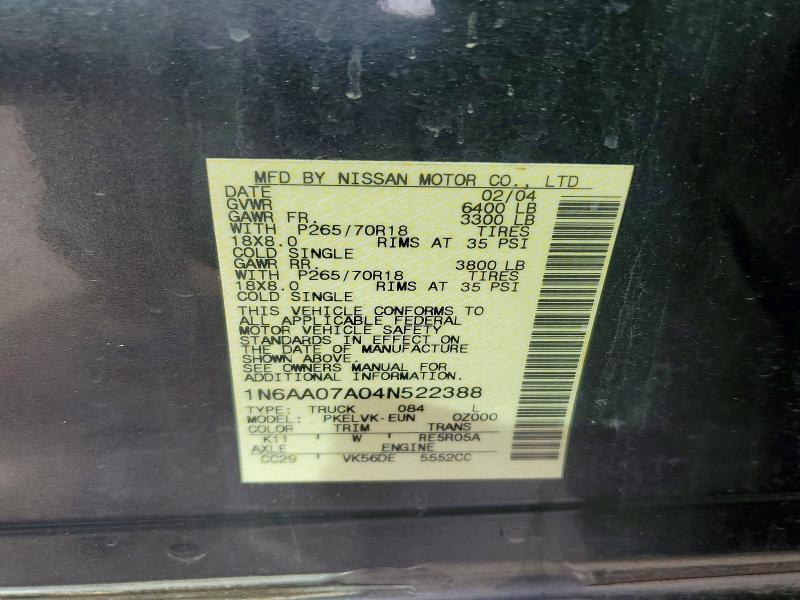 MFD BY NISSAN MOTOR CO., LTD
DATE 02/04
GVWR 6400 LB
GAWR FR. 3300 LB
WITH P265/70R18 TIRES
18X8.0 RIMS AT 35 PSI
COLD SINGLE
GAWR RR. 3800 LB
WITH P265/70R18 TIRES
18X8.0 RIMS AT 35 PSI
COLD SINGLE
THIS VEHICLE CONFORMS TO
ALL APPLICABLE FEDERAL
MOTOR VEHICLE SAFETY
STANDARDS IN EFFECT ON
THE DATE OF MANUFACTURE
SHOWN ABOVE.
SEE OWNERS MANUAL FOR
ADDITIONAL INFORMATION.
1N6AA07A04N522388
TYPE: TRUCK 084 L
MODEL: PKELVK-EUN 0Z000
COLOR TRIM TRANS
K11 W RE5R05A
AXLE ENGINE
CC29 VK56DE 5552CC